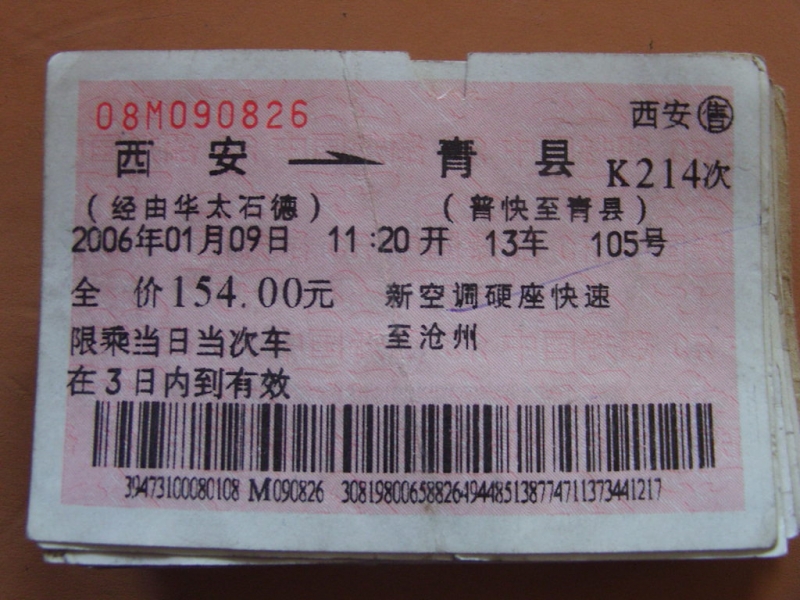 08M090826 西安㊕售
西安 → 青县 K214次
(经由华太石德) (普快至青县)
2006年01月09日 11:20开 13车 105号
全 价154.00元 新空调硬座快速
限乘当日当次车 至沧州
在3日内到有效
39473100080108 M090826 308198006588264944851387747113734412​17